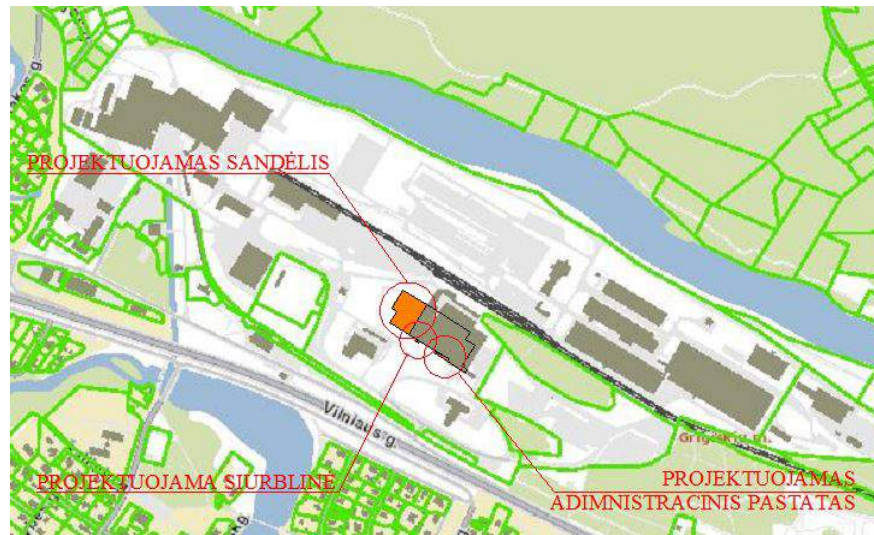 PROJEKTUOJAMAS SANDĖLIS
Vilniaus g.
PROJEKTUOJAMA SIURBLINĖ
PROJEKTUOJAMAS
ADIMNISTRACINIS PASTATAS